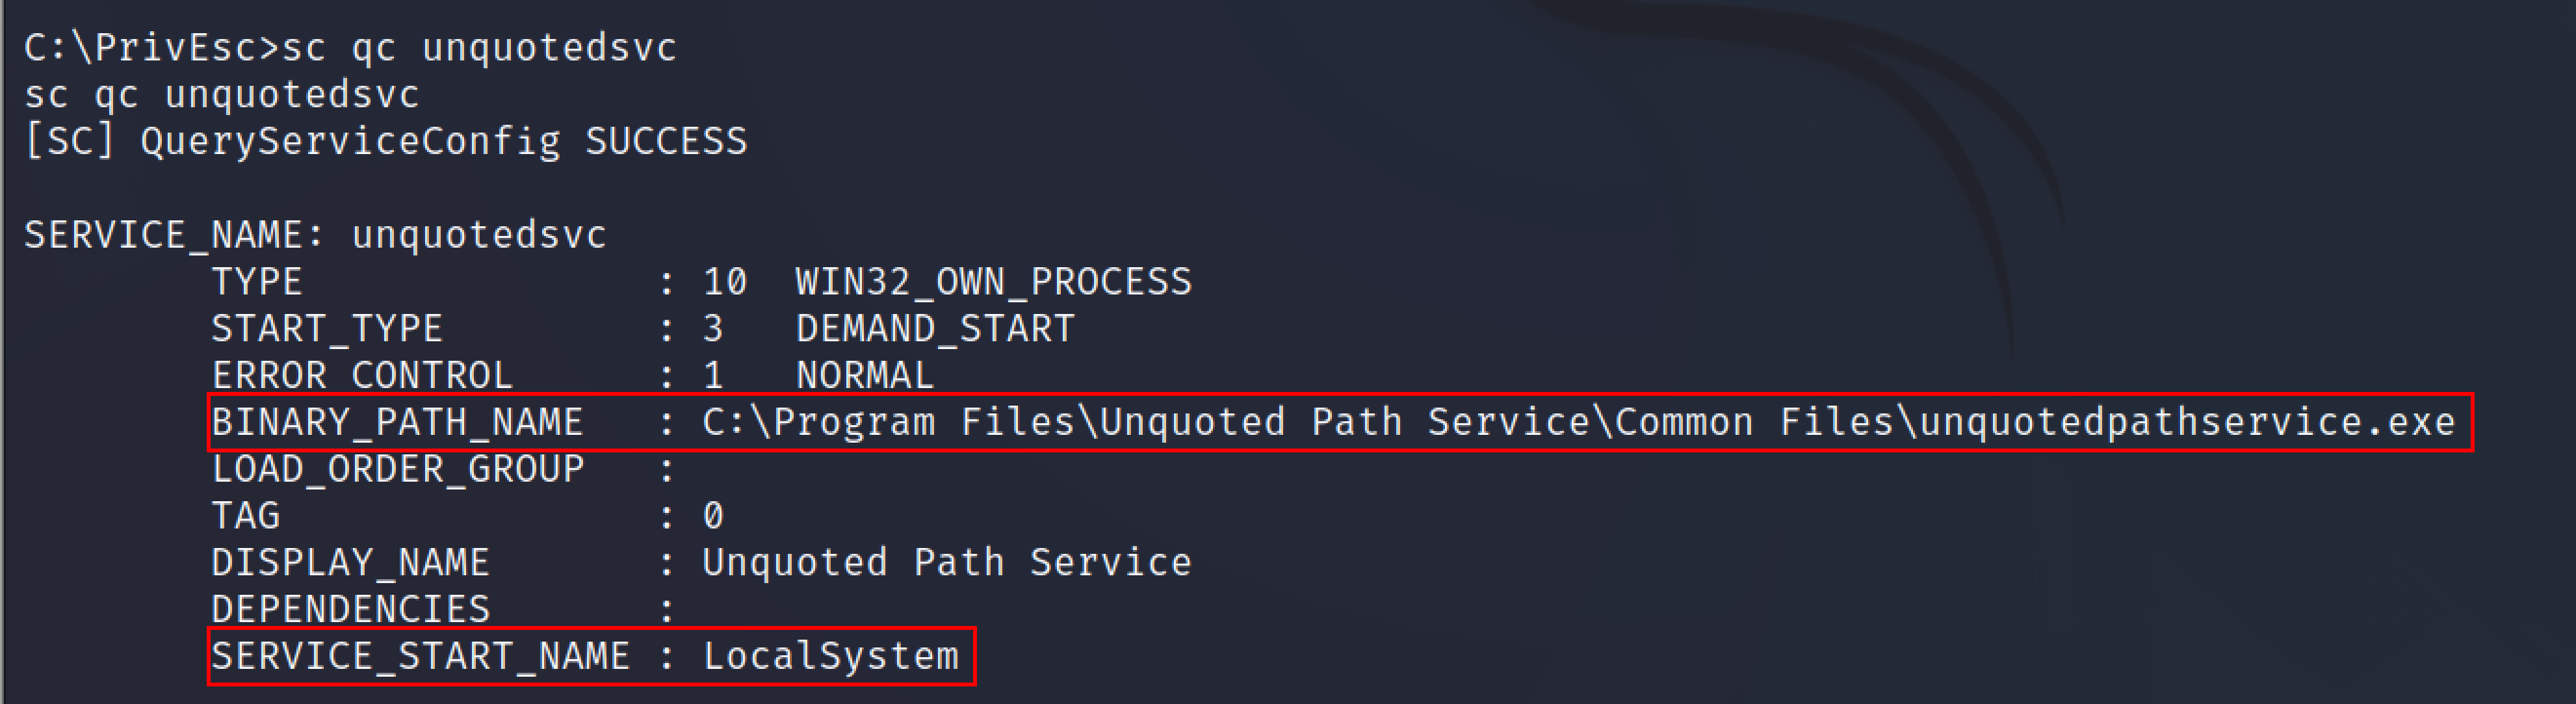 C:\PrivEsc>sc qc unquotedsvc
sc qc unquotedsvc
[SC] QueryServiceConfig SUCCESS

SERVICE_NAME: unquotedsvc
        TYPE               : 10  WIN32_OWN_PROCESS
        START_TYPE         : 3   DEMAND_START
        ERROR_CONTROL      : 1   NORMAL
        BINARY_PATH_NAME   : C:\Program Files\Unquoted Path Service\Common Files\unquotedpathservice.exe
        LOAD_ORDER_GROUP   :
        TAG                : 0
        DISPLAY_NAME       : Unquoted Path Service
        DEPENDENCIES       :
        SERVICE_START_NAME : LocalSystem